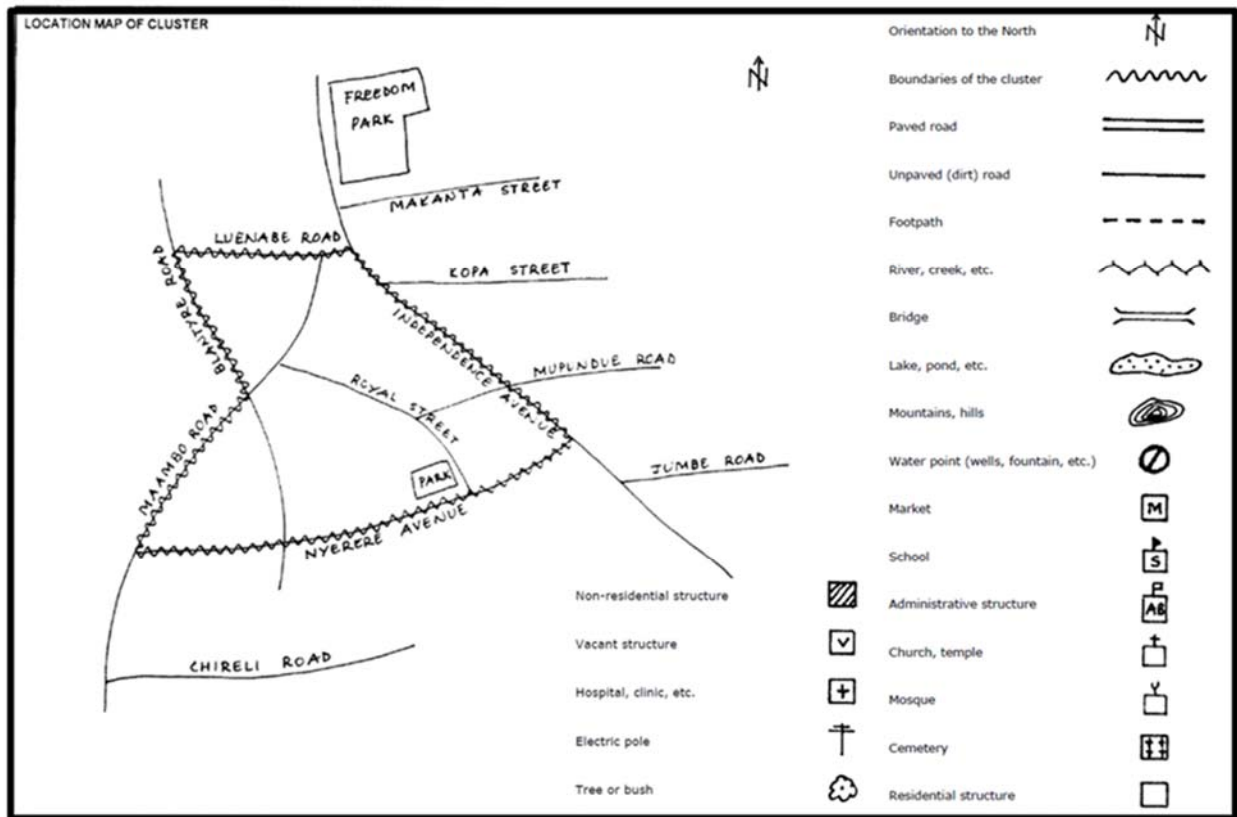 LOCATION MAP OF CLUSTER
N
FREEDOM
PARK
MAKANTA STREET
LUENABE ROAD
KOPA STREET
BLANTYRE ROAD
INDEPENDENCE AVENUE
MUPUNDUE ROAD
ROYAL STREET
MAAMBO ROAD
PARK
JUMBE ROAD
NYERERE AVENUE
CHIRELI ROAD
Orientation to the North N
Boundaries of the cluster
Paved road
Unpaved (dirt) road
Footpath
River, creek, etc.
Bridge
Lake, pond, etc.
Mountains, hills
Water point (wells, fountain, etc.)
Market M
School S
Non-residential structure
Administrative structure AB
Vacant structure V
Church, temple
Hospital, clinic, etc.
Mosque
Electric pole
Cemetery
Tree or bush
Residential structure